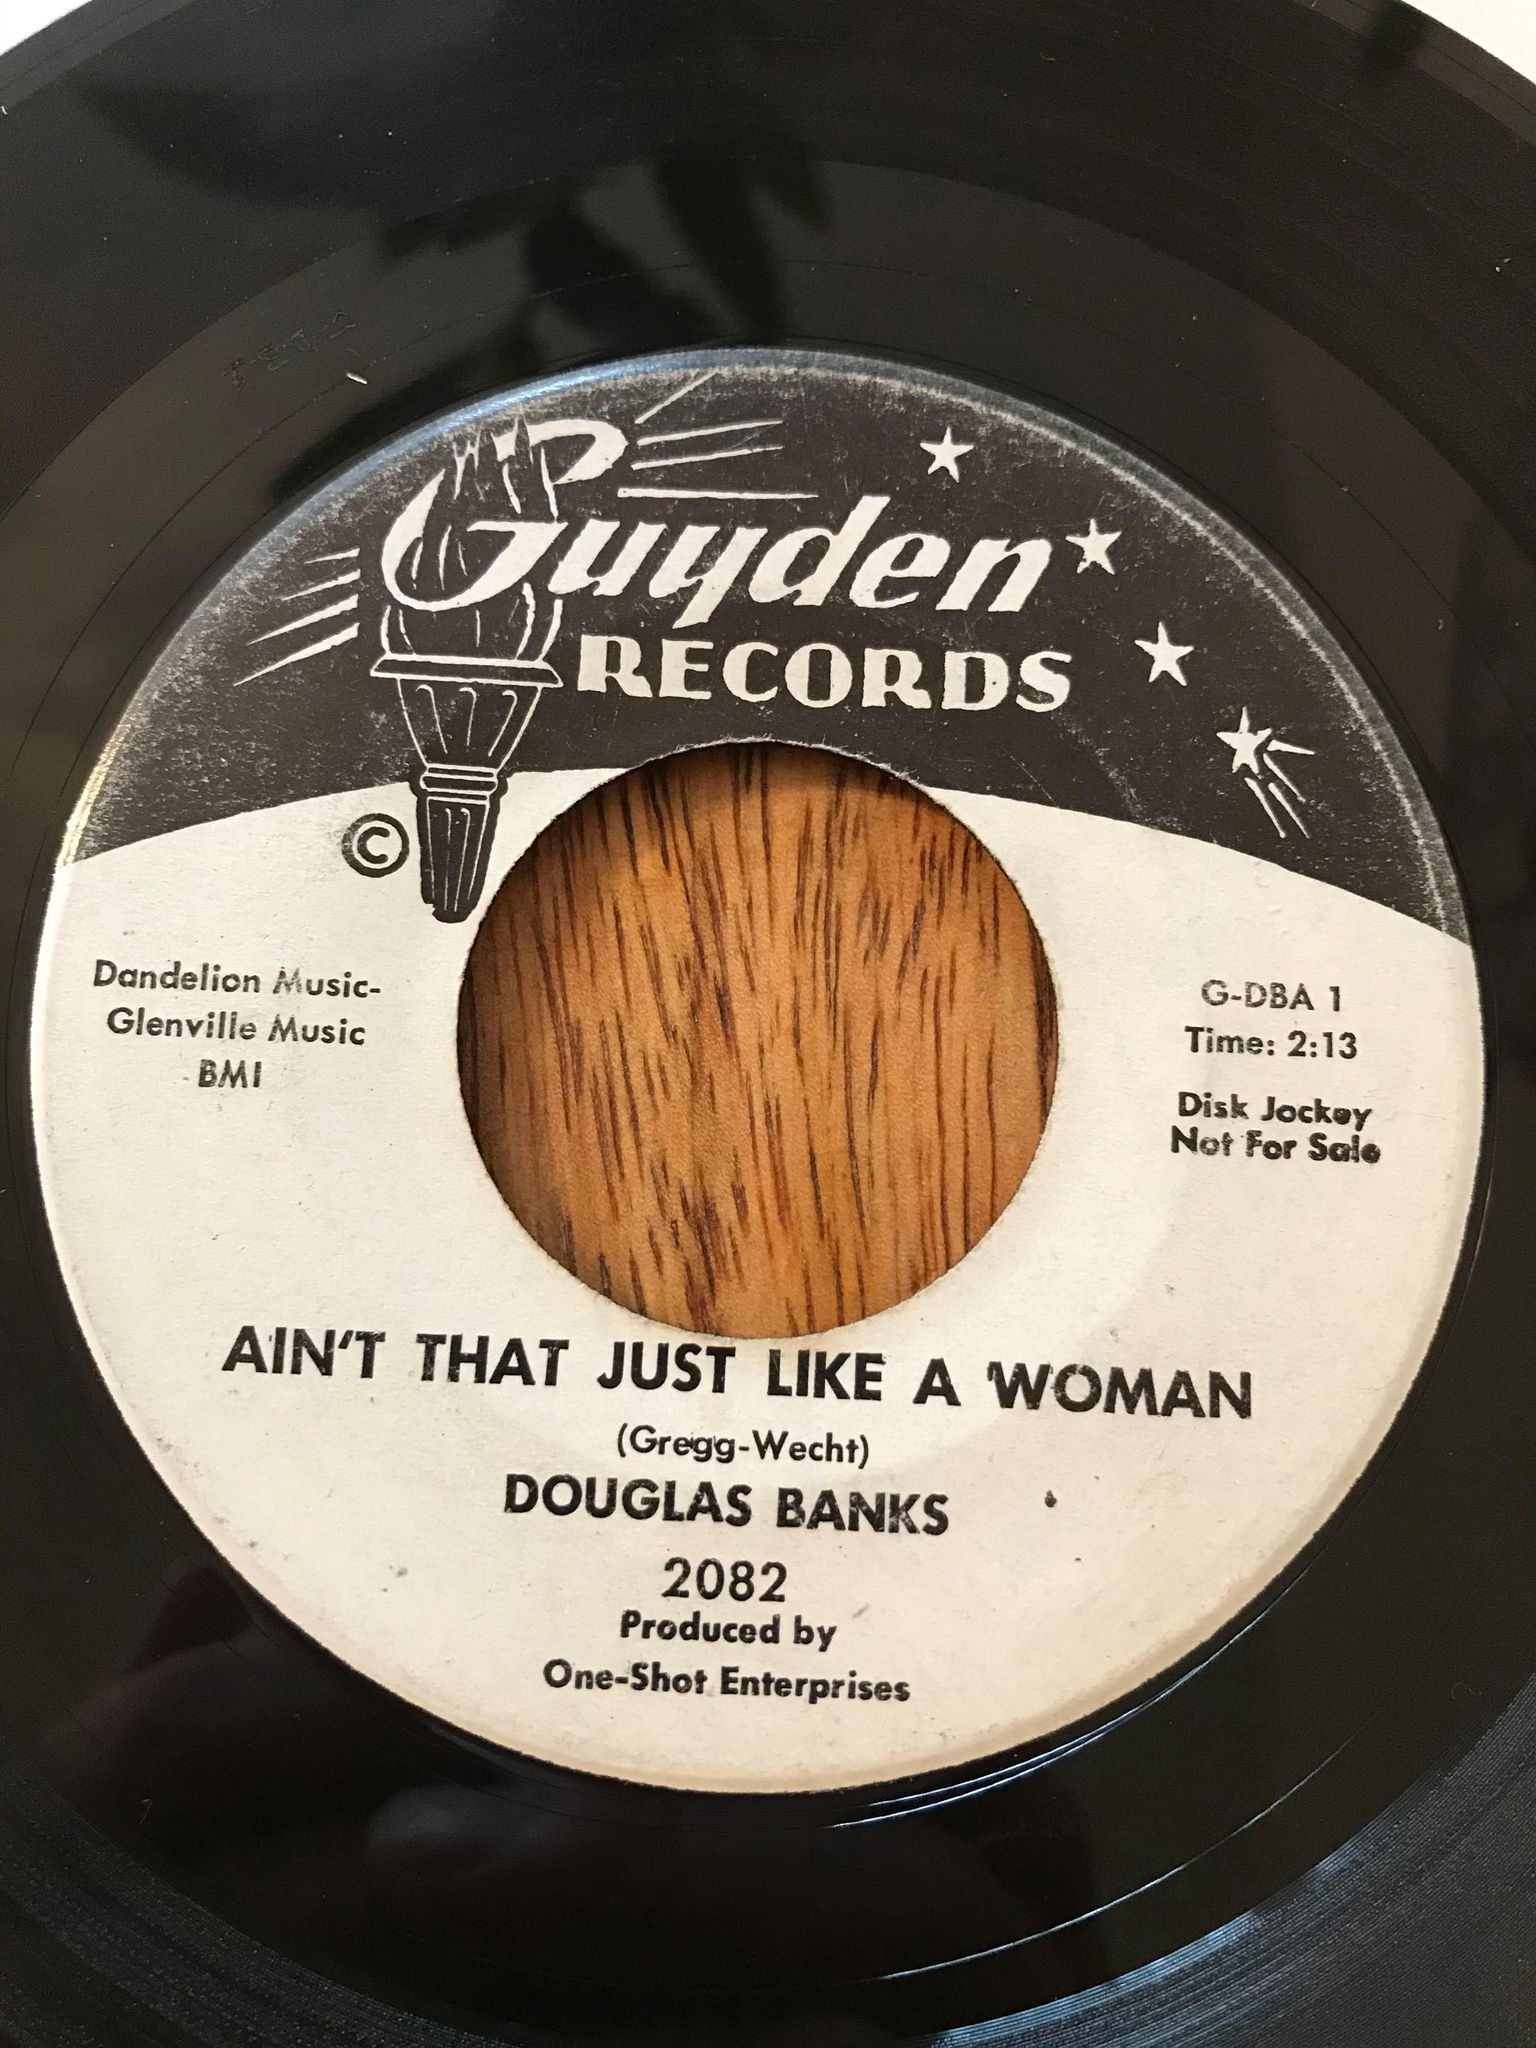 Guyden
RECORDS
©
Dandelion Music-
Glenville Music
BMI
G-DBA 1
Time: 2:13
Disk Jockey
Not For Sale
AIN'T THAT JUST LIKE A WOMAN
(Gregg-Wecht)
DOUGLAS BANKS
2082
Produced by
One-Shot Enterprises